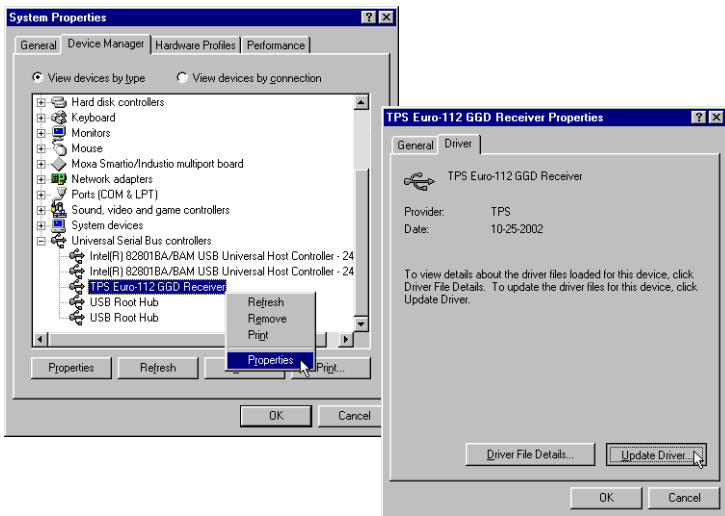 System Properties
General Device Manager Hardware Profiles Performance
View devices by type View devices by connection
Hard disk controllers
Keyboard
Monitors
Mouse
Moxa Smartio/Industio multiport board
Network adapters
Ports (COM & LPT)
Sound, video and game controllers
System devices
Universal Serial Bus controllers
Intel(R) 82801BA/BAM USB Universal Host Controller - 24
Intel(R) 82801BA/BAM USB Universal Host Controller - 24
TPS Euro-112 GGD Receiver
USB Root Hub
USB Root Hub
Refresh
Remove
Print
Properties
Properties Refresh Print...
OK Cancel
TPS Euro-112 GGD Receiver Properties
General Driver
TPS Euro-112 GGD Receiver
Provider: TPS
Date: 10-25-2002
To view details about the driver files loaded for this device, click
Driver File Details. To update the driver files for this device, click
Update Driver.
Driver File Details... Update Driver...
OK Cancel